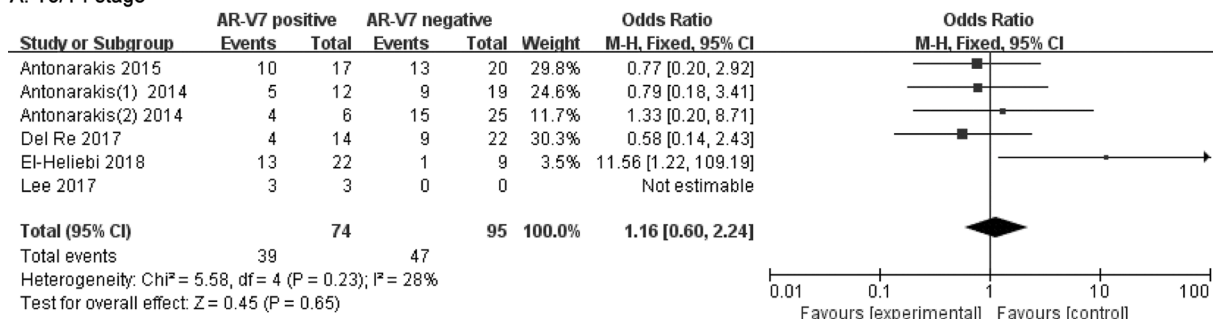 A. T3/T4 stage
AR-V7 positive AR-V7 negative Odds Ratio Odds Ratio
Study or Subgroup Events Total Events Total Weight M-H, Fixed, 95% CI M-H, Fixed, 95% CI
Antonarakis 2015 10 17 13 20 29.8% 0.77 [0.20, 2.92]
Antonarakis(1) 2014 5 12 9 19 24.6% 0.79 [0.18, 3.41]
Antonarakis(2) 2014 4 6 15 25 11.7% 1.33 [0.20, 8.71]
Del Re 2017 4 14 9 22 30.3% 0.58 [0.14, 2.43]
El-Heliebi 2018 13 22 1 9 3.5% 11.56 [1.22, 109.19]
Lee 2017 3 3 0 0 Not estimable
Total (95% CI) 74 95 100.0% 1.16 [0.60, 2.24]
Total events 39 47
Heterogeneity: Chi² = 5.58, df = 4 (P = 0.23); I² = 28%
Test for overall effect: Z = 0.45 (P = 0.65)
0.01 0.1 1 10 100
Favours [experimental] Favours [control]